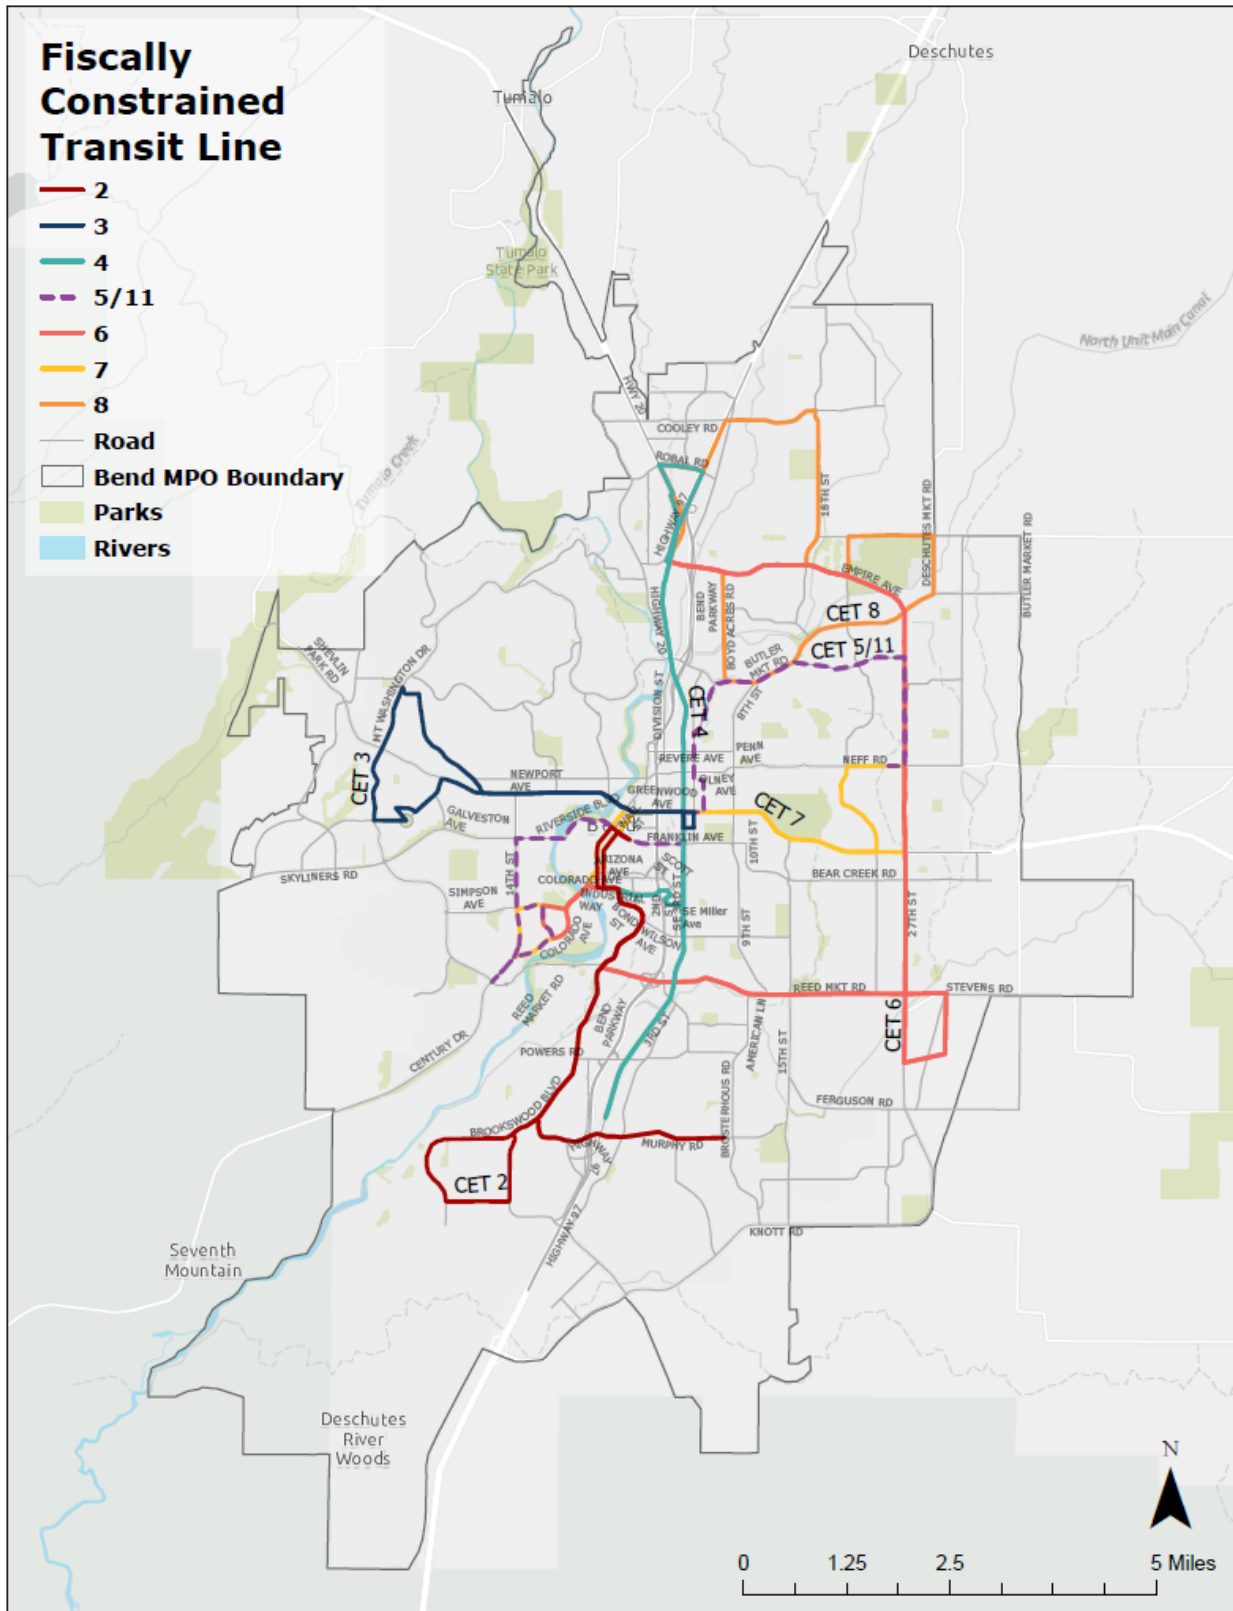 Fiscally
Constrained
Transit Line
2
3
4
5/11
6
7
8
Road
Bend MPO Boundary
Parks
Rivers
Deschutes
Tumalo
Tumalo
State Park
North Unit Main Canal
Tumalo Creek
HWY 20
COOLEY RD
ROBAL RD
HIGHWAY 97
18TH ST
DESCHUTES MKT RD
BUTLER MARKET RD
EMPIRE AVE
HIGHWAY 20
BEND
PARKWAY
BOYD ACRES RD
CET 8
CET 5/11
BUTLER
MKT RD
8TH ST
SHEVLIN
PARK RD
MT WASHINGTON DR
DIVISION ST
CET 4
CET 3
REVERE AVE
PENN
AVE
NEFF RD
NEWPORT
AVE
OLNEY
AVE
GREENWOOD
AVE
CET 7
RIVERSIDE BLVD
GALVESTON
AVE
FRANKLIN AVE
10TH ST
ARIZONA
AVE
SCOTT
ST
SKYLINERS RD
14TH ST
COLORADO AVE
BEAR CREEK RD
SIMPSON
AVE
INDUSTRIAL
WAY
2ND
SE 3RD ST
SE Miller
Ave
BOND
ST
WILSON
AVE
9TH ST
27TH ST
COLORADO
AVE
REED
MARKET RD
REED MKT RD
STEVENS RD
CET 6
BEND
PARKWAY
3RD ST
AMERICAN LN
15TH ST
CENTURY DR
POWERS RD
BROSTERHOUS RD
FERGUSON RD
BROOKSWOOD BLVD
HIGHWAY
97
MURPHY RD
CET 2
KNOTT RD
HIGHWAY 97
Seventh
Mountain
Deschutes
River
Woods
N
0 1.25 2.5 5 Miles